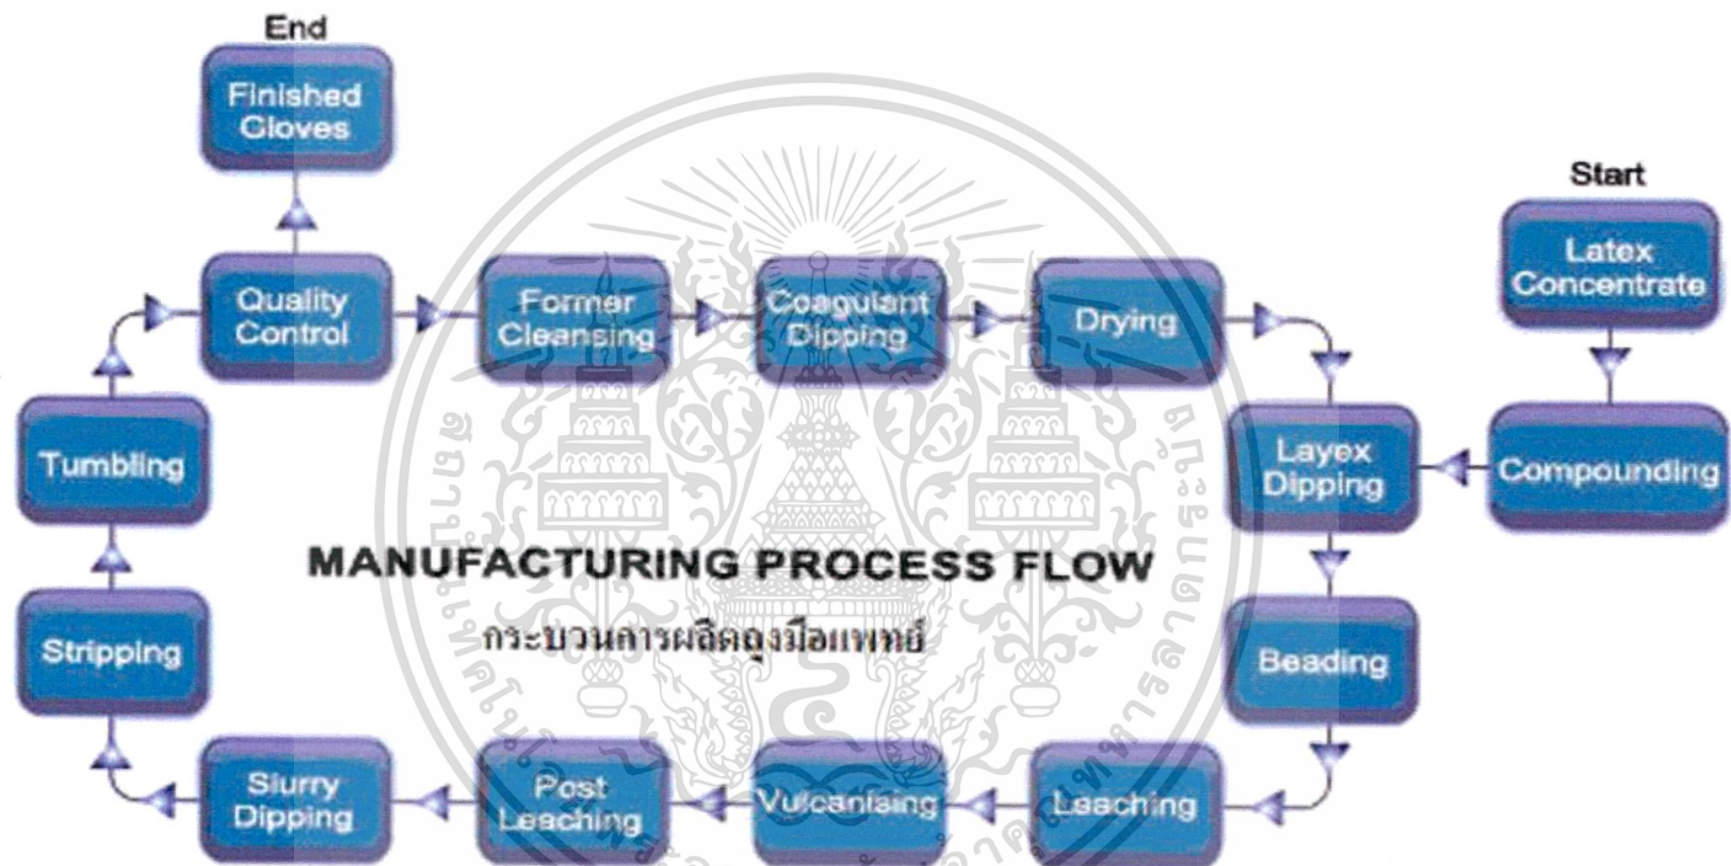 End
Finished
Gloves
Start
Latex
Concentrate
Quality
Control
Former
Cleansing
Coagulant
Dipping
Drying
Tumbling
Layex
Dipping
Compounding
MANUFACTURING PROCESS FLOW
กระบวนการผลิตถุงมือแพทย์
Stripping
Beading
Slurry
Dipping
Post
Leaching
Vulcanising
Leaching